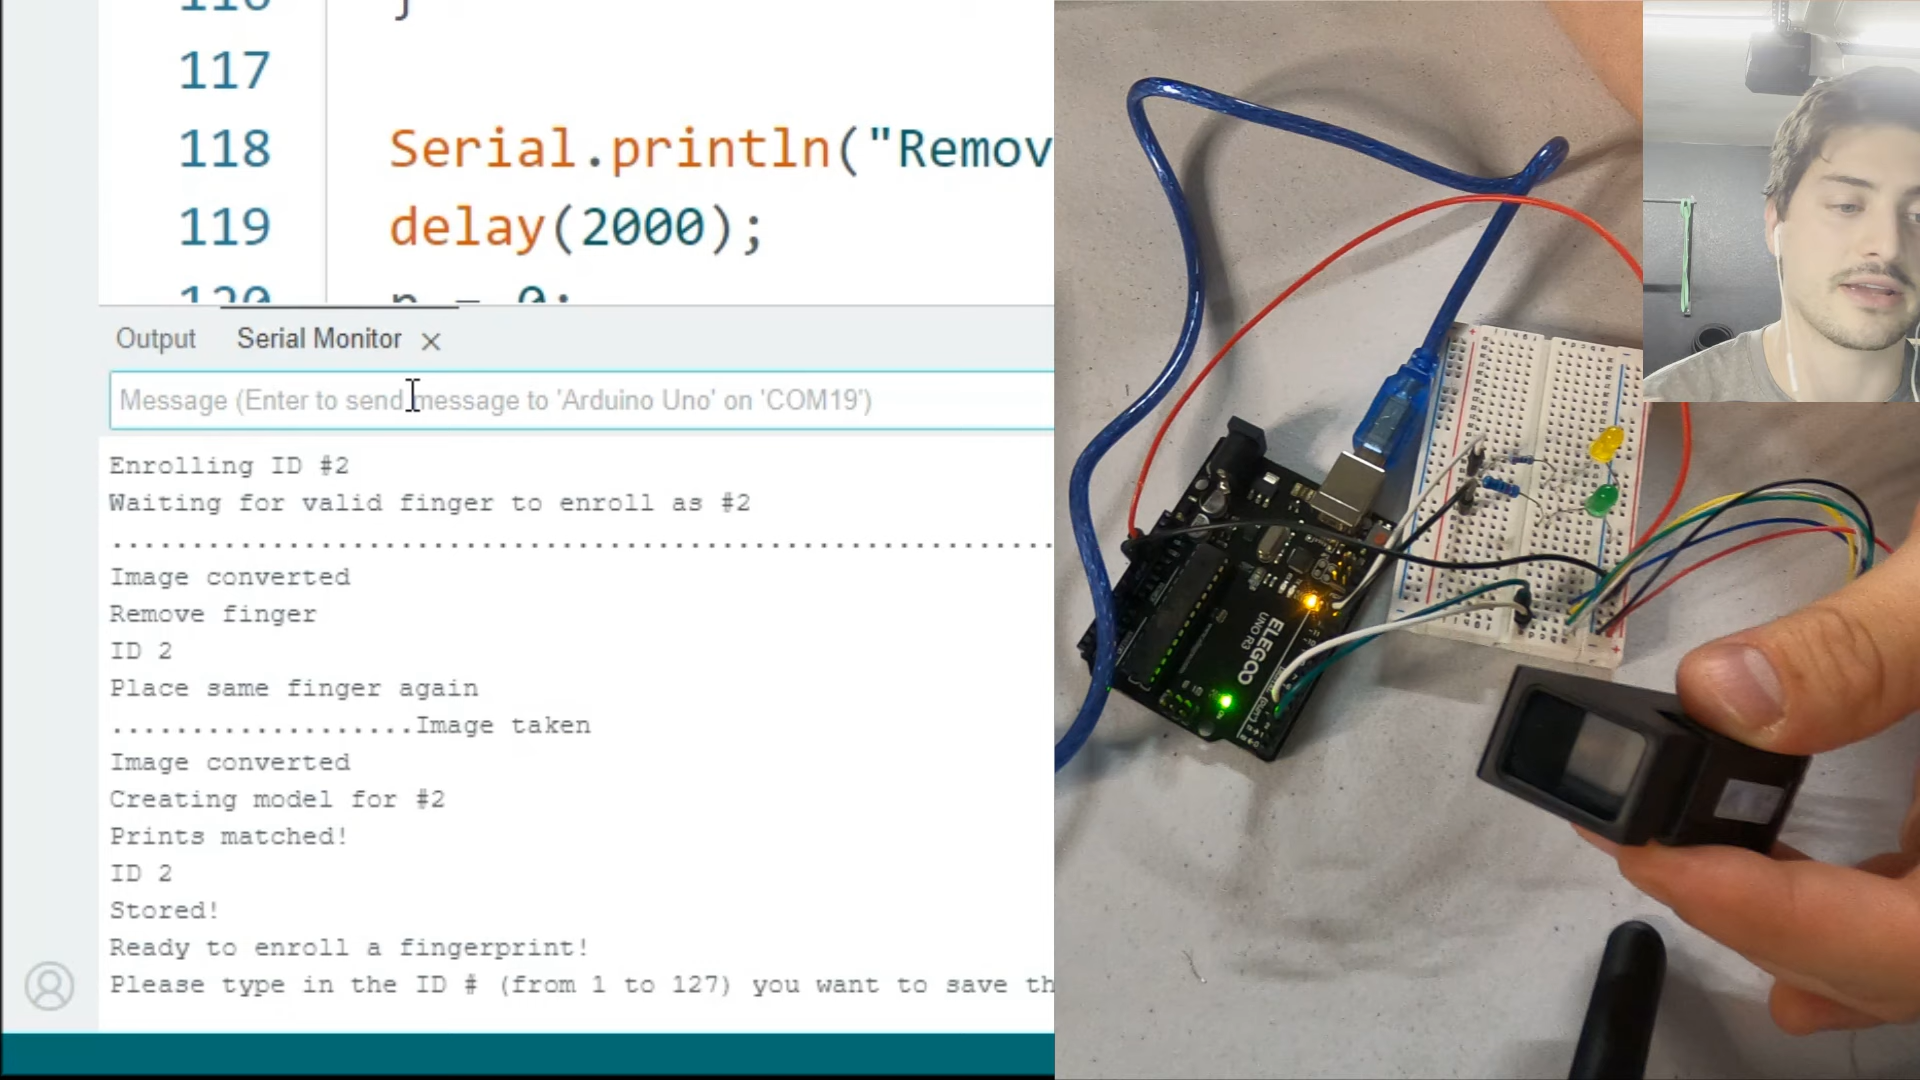 116 }
117
118 Serial.println("Remov
119 delay(2000);
120 p = 0;
Output Serial Monitor
Message (Enter to send message to 'Arduino Uno' on 'COM19')
Enrolling ID #2
Waiting for valid finger to enroll as #2
..........................................................
Image converted
Remove finger
ID 2
Place same finger again
...................Image taken
Image converted
Creating model for #2
Prints matched!
ID 2
Stored!
Ready to enroll a fingerprint!
Please type in the ID # (from 1 to 127) you want to save th
ELEGOO
UNO R3